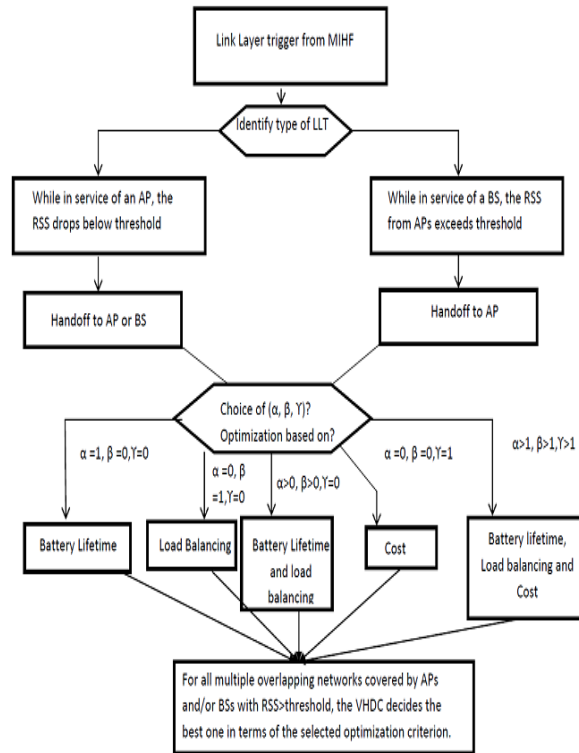 Link Layer trigger from MIHF
Identify type of LLT
While in service of an AP, the
RSS drops below threshold
While in service of a BS, the RSS
from APs exceeds threshold
Handoff to AP or BS
Handoff to AP
Choice of (α, β, ϒ)?
Optimization based on?
α =1, β =0,ϒ=0
α =0, β
=1,ϒ=0
α>0, β>0,ϒ=0
α =0, β =0,ϒ=1
α>1, β>1,ϒ>1
Battery Lifetime
Load Balancing
Battery Lifetime
and load
balancing
Cost
Battery lifetime,
Load balancing and
Cost
For all multiple overlapping networks covered by APs
and/or BSs with RSS>threshold, the VHDC decides the
best one in terms of the selected optimization criterion.